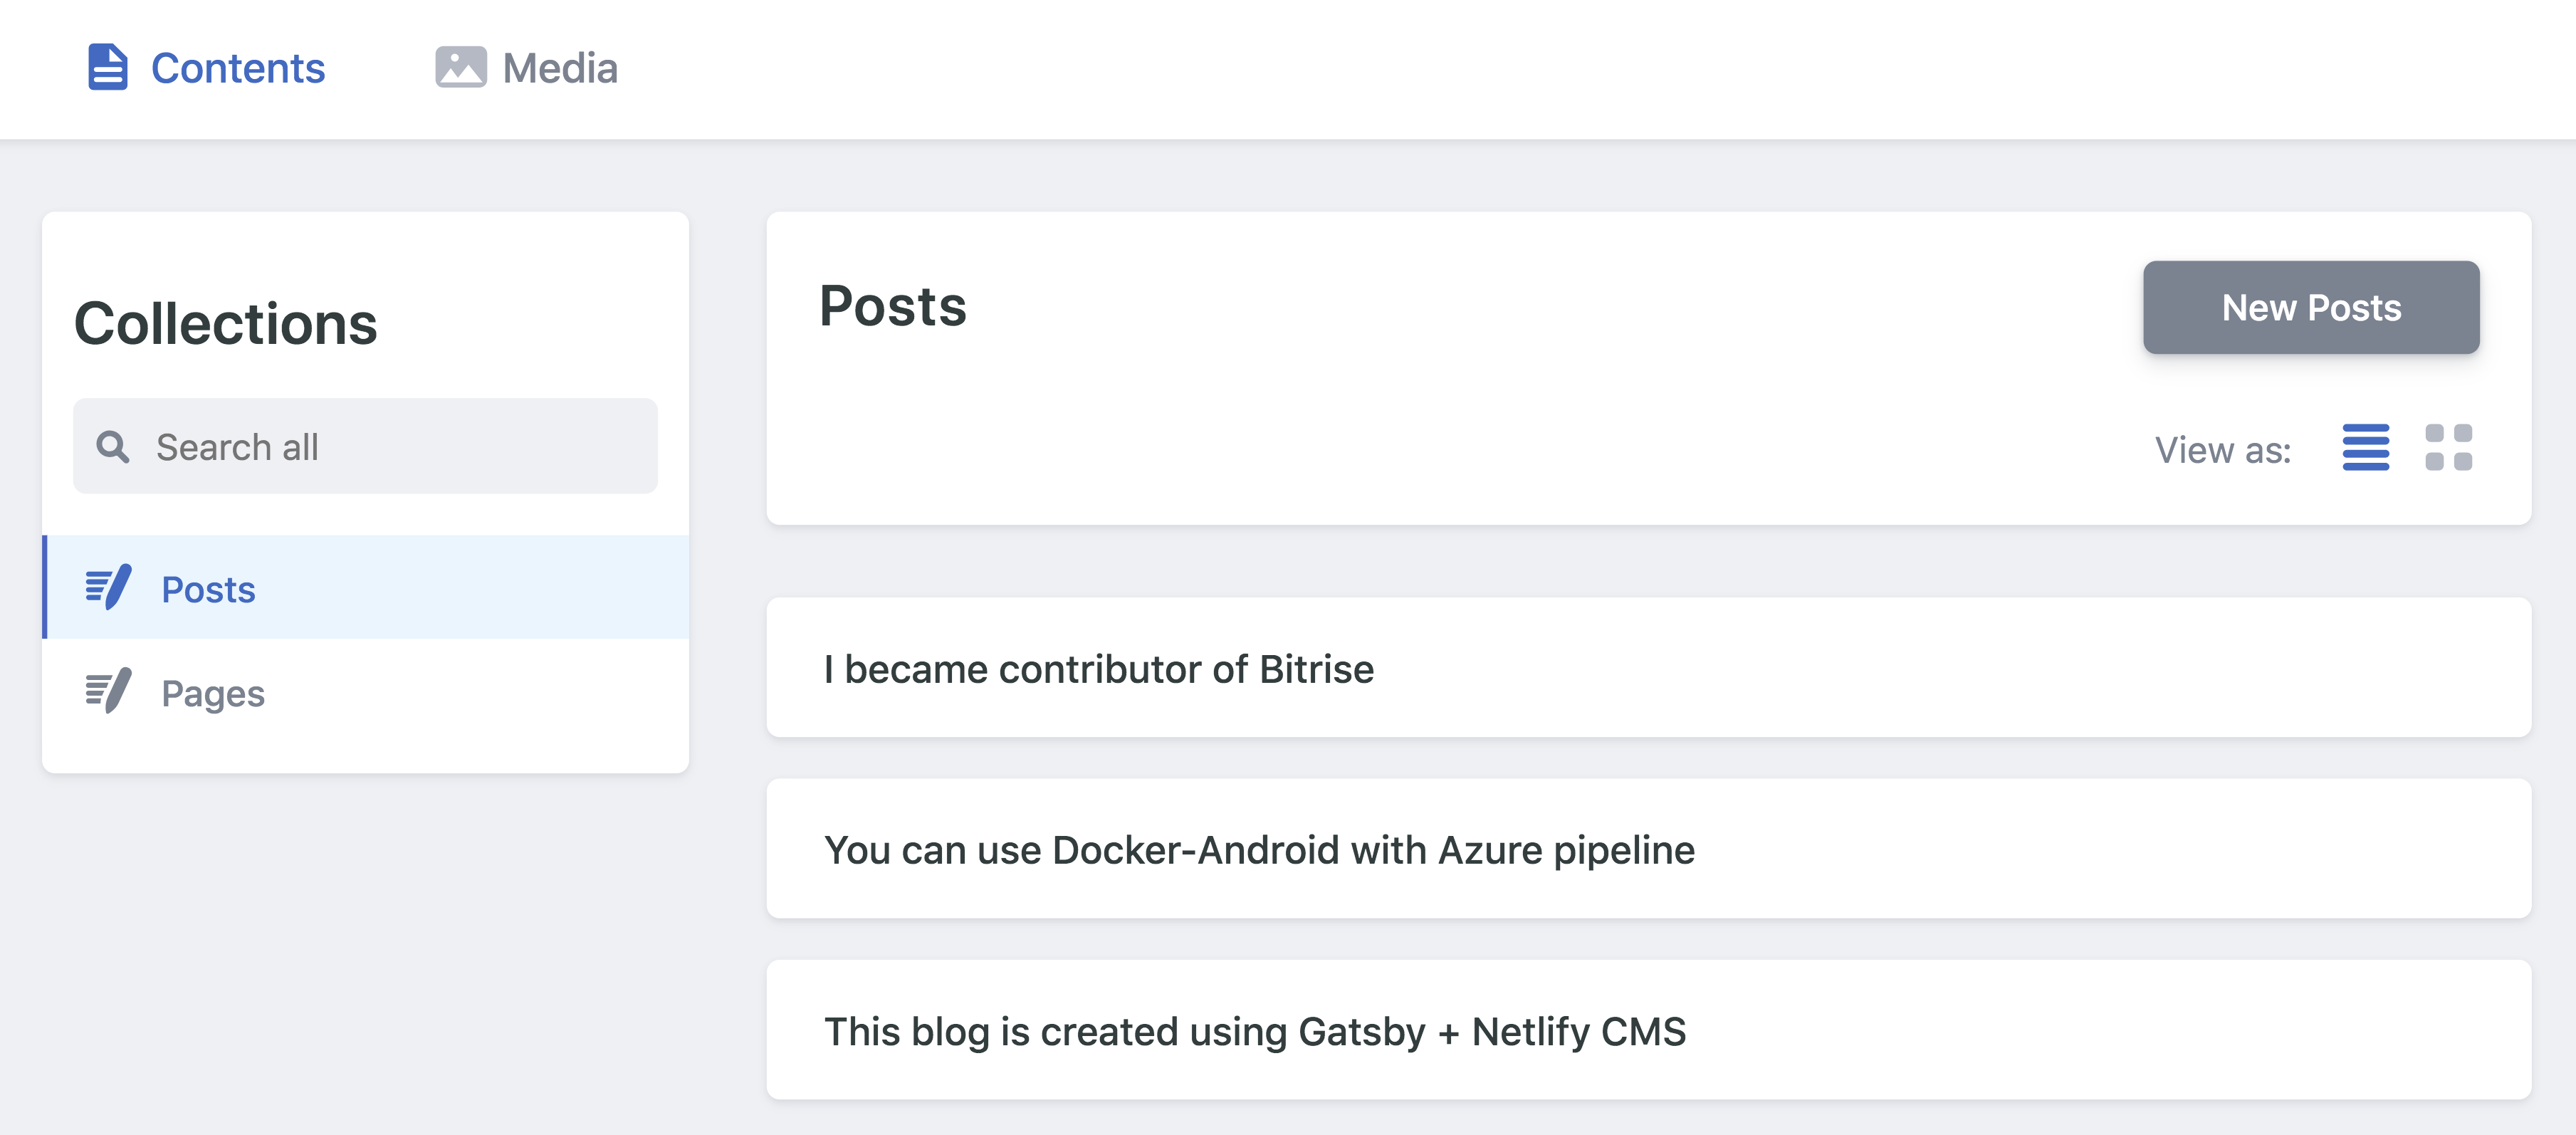 Contents
Media
Collections
Search all
Posts
Pages
Posts
New Posts
View as:
I became contributor of Bitrise
You can use Docker-Android with Azure pipeline
This blog is created using Gatsby + Netlify CMS